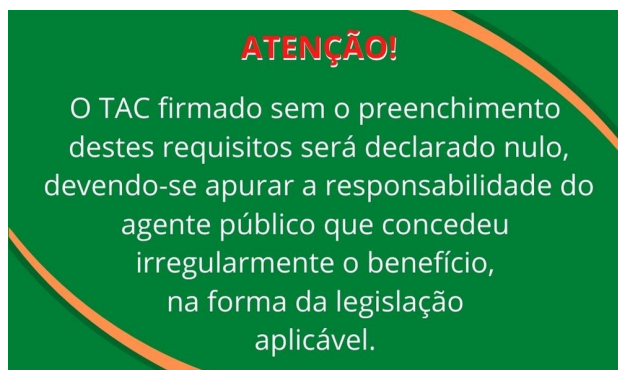 ATENÇÃO!
O TAC firmado sem o preenchimento
destes requisitos será declarado nulo,
devendo-se apurar a responsabilidade do
agente público que concedeu
irregularmente o benefício,
na forma da legislação
aplicável.